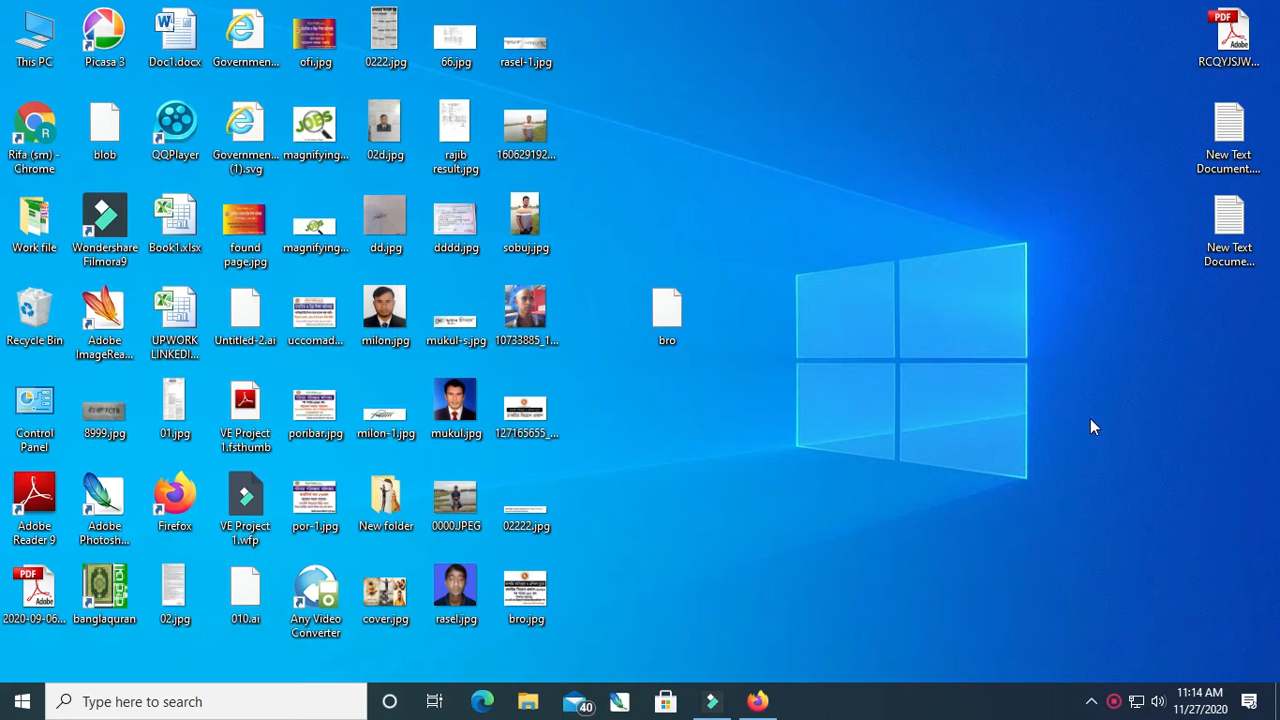 This PC
Picasa 3
Doc1.docx
Governmen...
ofi.jpg
0222.jpg
66.jpg
rasel-1.jpg
PDF
Adobe
RCQYJSJW...
Rifa (sm) -
Chrome
blob
QQPlayer
Governmen...
(1).svg
JOBS
magnifying...
02d.jpg
rajib
result.jpg
160629192...
New Text
Document....
Work file
Wondershare
Filmora9
Book1.xlsx
found
page.jpg
magnifying...
dd.jpg
dddd.jpg
sobuj.jpg
New Text
Docume...
Recycle Bin
Adobe
ImageRea...
UPWORK
LINKEDI...
Untitled-2.ai
uccomad...
milon.jpg
mukul-s.jpg
10733885_1...
bro
Control
Panel
8999.jpg
01.jpg
VE Project
1.fsthumb
poribar.jpg
milon-1.jpg
mukul.jpg
127165655_...
Adobe
Reader 9
Adobe
Photosh...
Firefox
VE Project
1.wfp
por-1.jpg
New folder
0000.JPEG
02222.jpg
PDF
Adobe
2020-09-06...
banglaquran
02.jpg
010.ai
Any Video
Converter
cover.jpg
rasel.jpg
bro.jpg
Type here to search
40
11:14 AM
11/27/2020